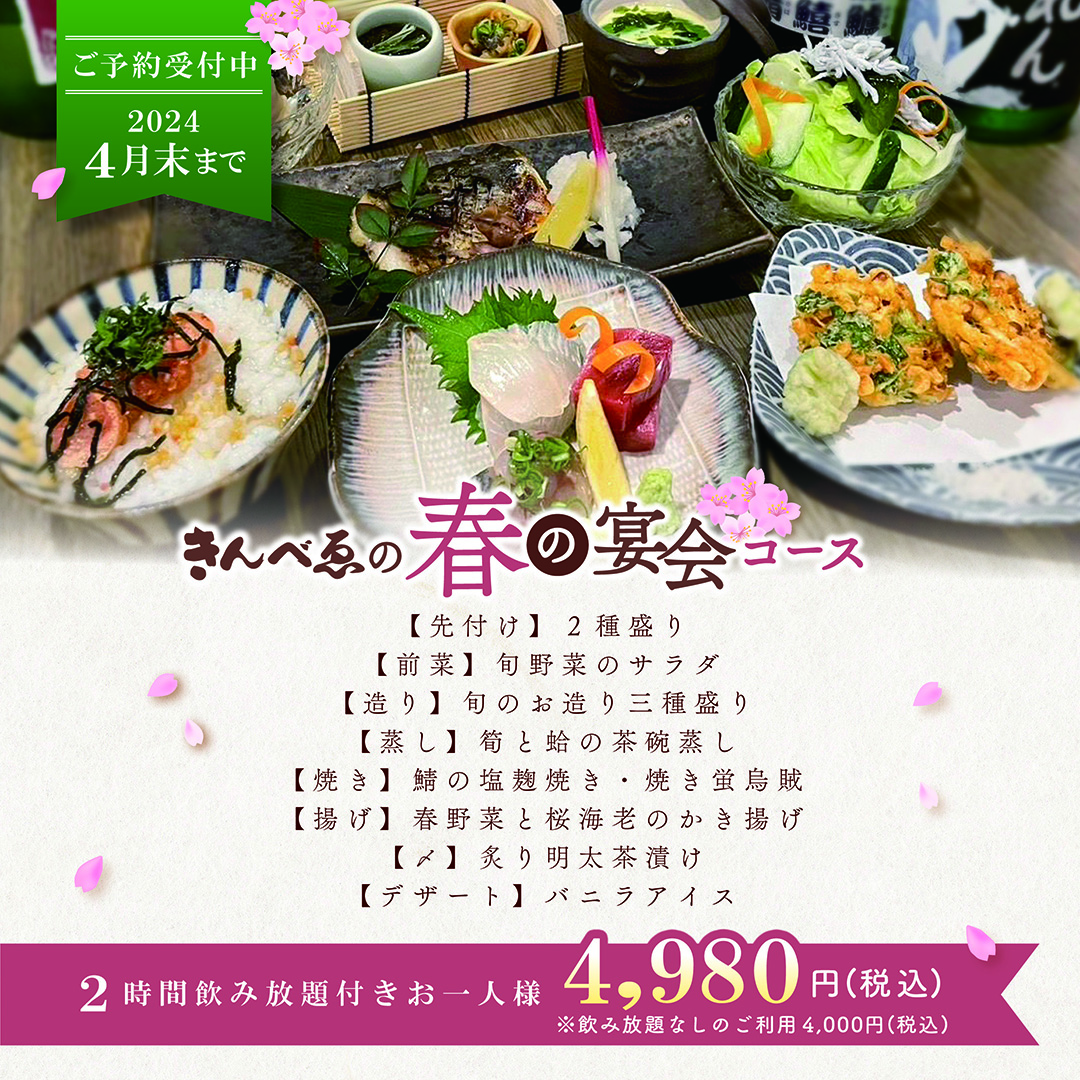 ご予約受付中
2024
4月末まで
きんべゑの春の宴会コース
【先付け】2種盛り
【前菜】旬野菜のサラダ
【造り】旬のお造り三種盛り
【蒸し】筍と蛤の茶碗蒸し
【焼き】鯖の塩麹焼き・焼き蛍烏賊
【揚げ】春野菜と桜海老のかき揚げ
【〆】炙り明太茶漬け
【デザート】バニラアイス
2時間飲み放題付きお一人様 4,980円(税込)
※飲み放題なしのご利用4,000円(税込)